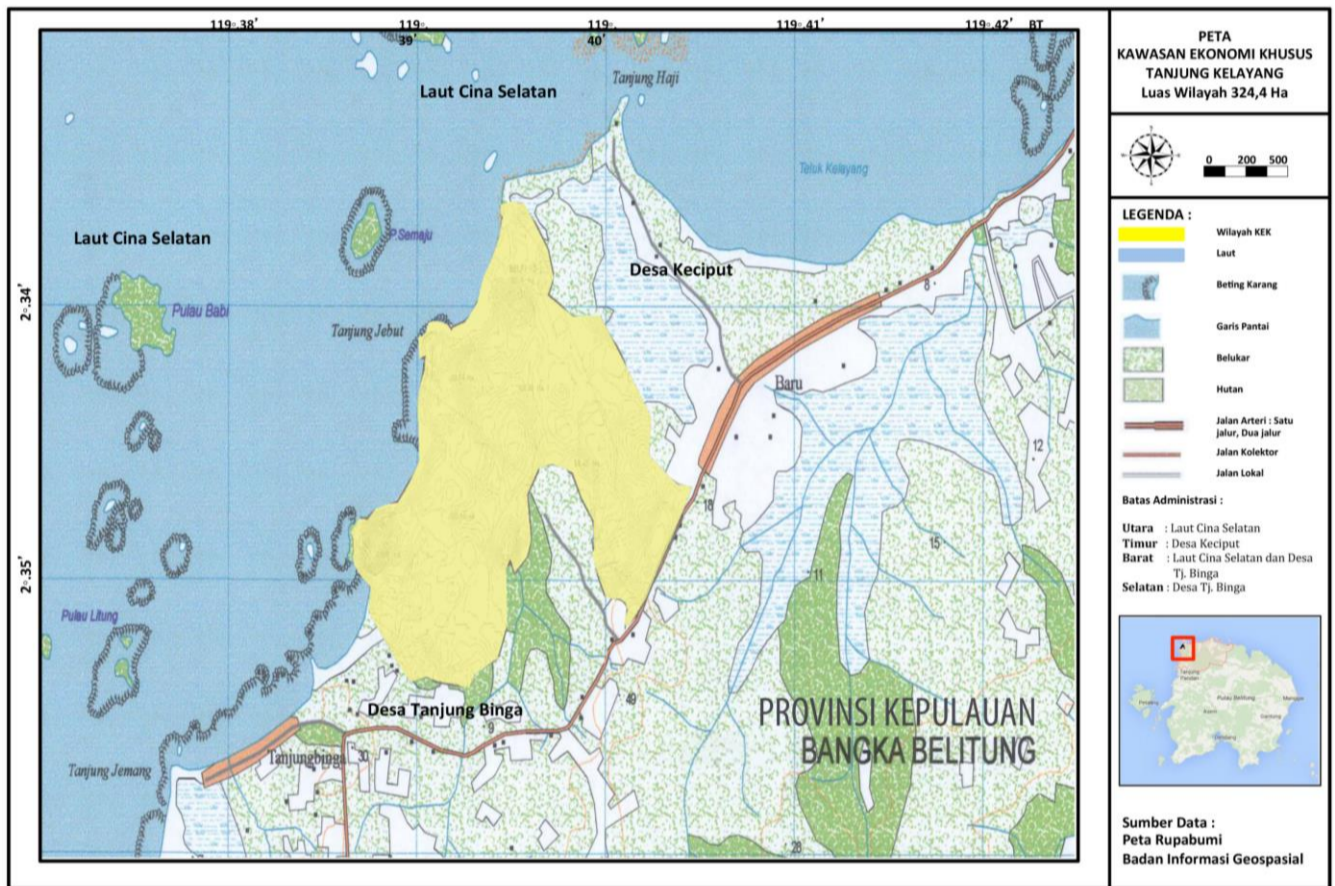 119◦.38’
119◦.
39’
119◦.
40’
119◦.41’
119◦.42’ BT
2◦.34’
2◦.35’
Laut Cina Selatan
Tanjung Haji
Teluk Kelayang
Laut Cina Selatan
P.Semaju
Desa Keciput
Pulau Babi
Tanjung Jebut
8
Baru
12
18
15
11
Pulau Litung
49
Desa Tanjung Binga
9
PROVINSI KEPULAUAN
BANGKA BELITUNG
Tanjung Jemang
Tanjungbinga
30
28
PETA
KAWASAN EKONOMI KHUSUS
TANJUNG KELAYANG
Luas Wilayah 324,4 Ha
0 200 500
LEGENDA :
Wilayah KEK
Laut
Beting Karang
Garis Pantai
Belukar
Hutan
Jalan Arteri : Satu
jalur, Dua jalur
Jalan Kolektor
Jalan Lokal
Batas Administrasi :
Utara : Laut Cina Selatan
Timur : Desa Keciput
Barat : Laut Cina Selatan dan Desa
Tj. Binga
Selatan : Desa Tj. Binga
Pulau Belitung
Sumber Data :
Peta Rupabumi
Badan Informasi Geospasial